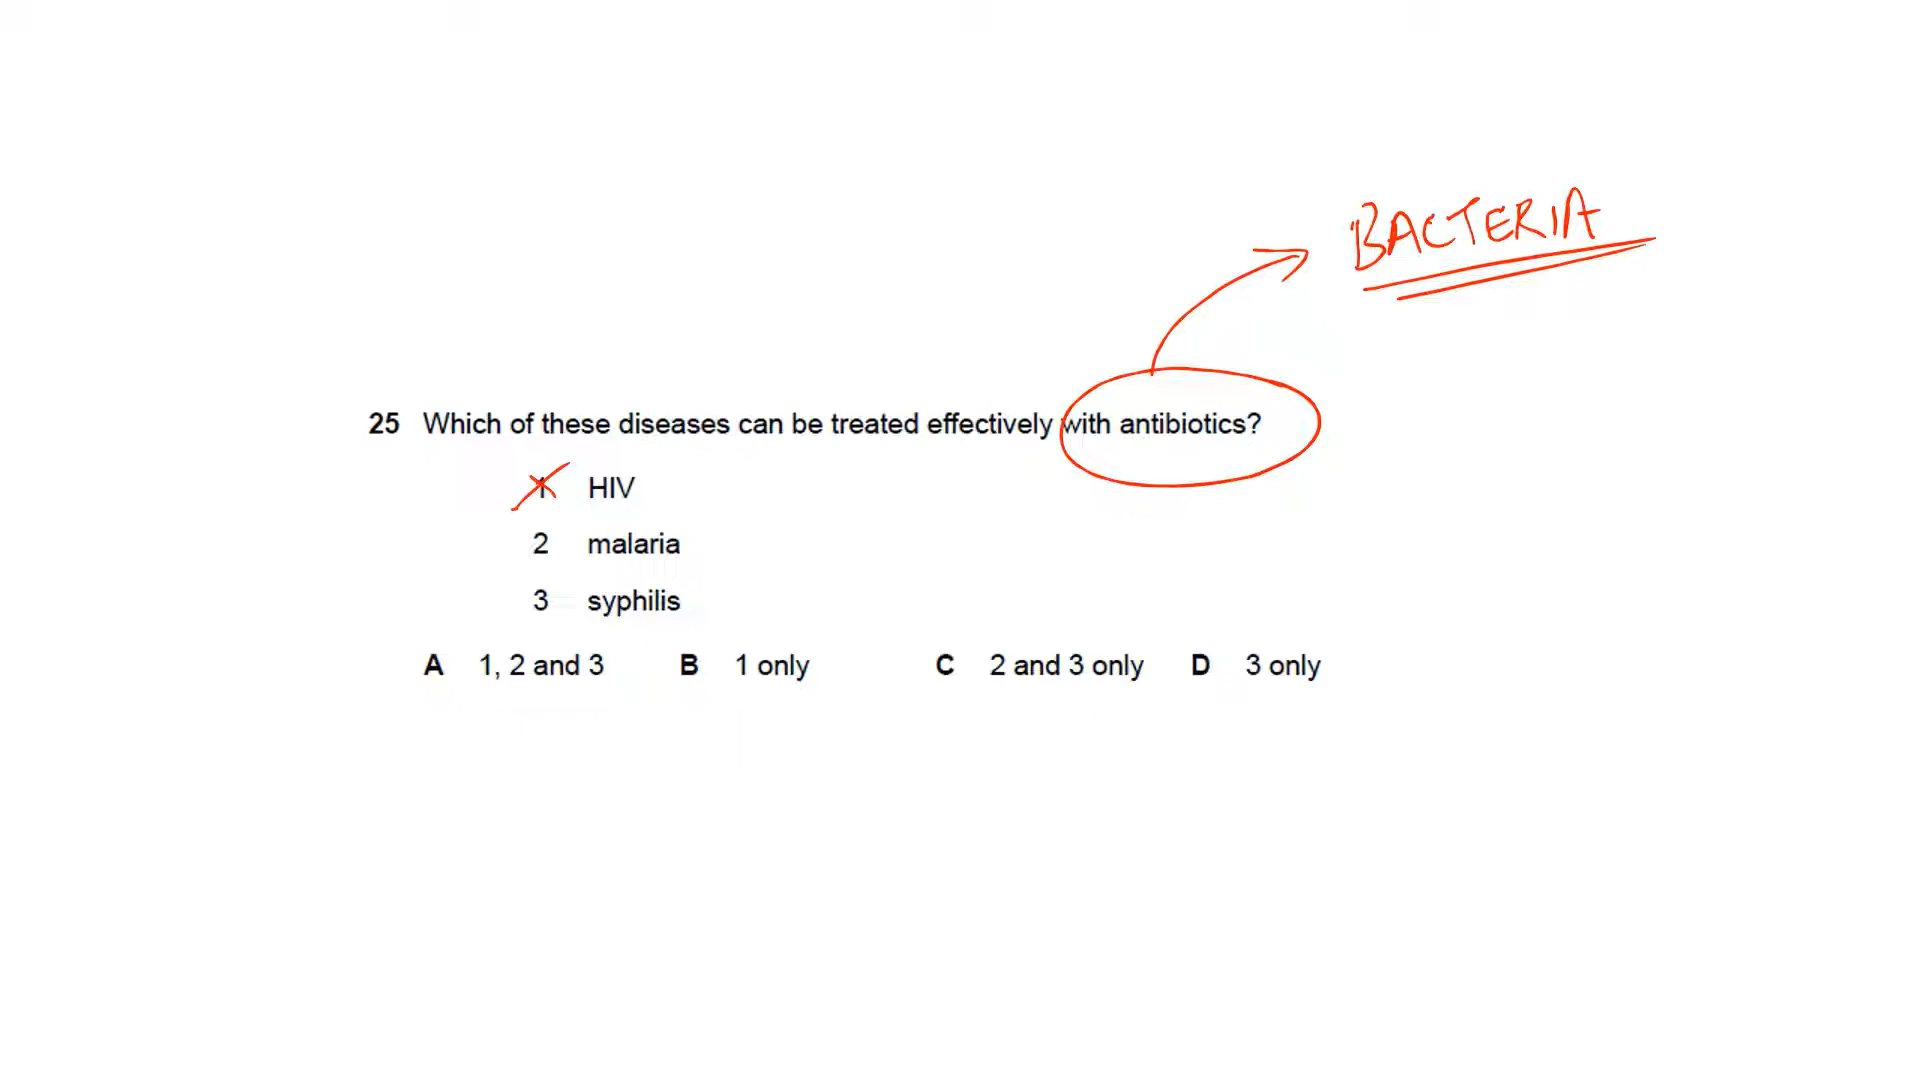 BACTERIA
25 Which of these diseases can be treated effectively with antibiotics?
1 HIV
2 malaria
3 syphilis
A 1, 2 and 3 B 1 only C 2 and 3 only D 3 only